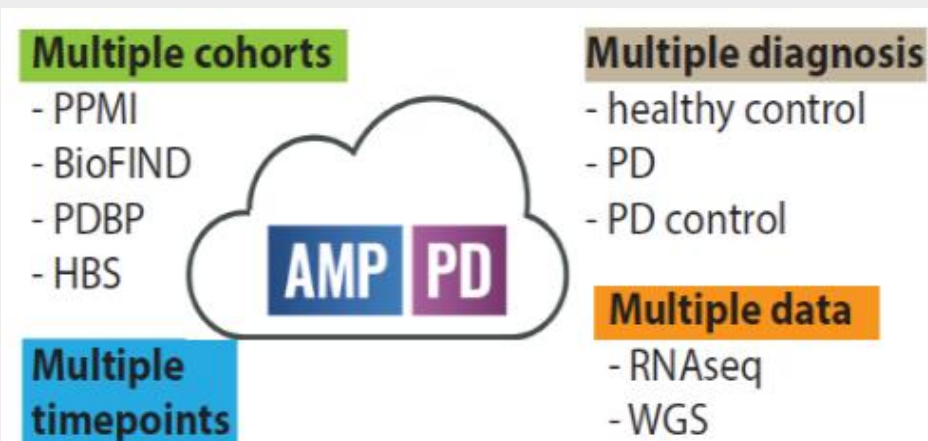 Multiple cohorts
- PPMI
- BioFIND
- PDBP
- HBS
Multiple
timepoints
AMP PD
Multiple diagnosis
- healthy control
- PD
- PD control
Multiple data
- RNAseq
- WGS